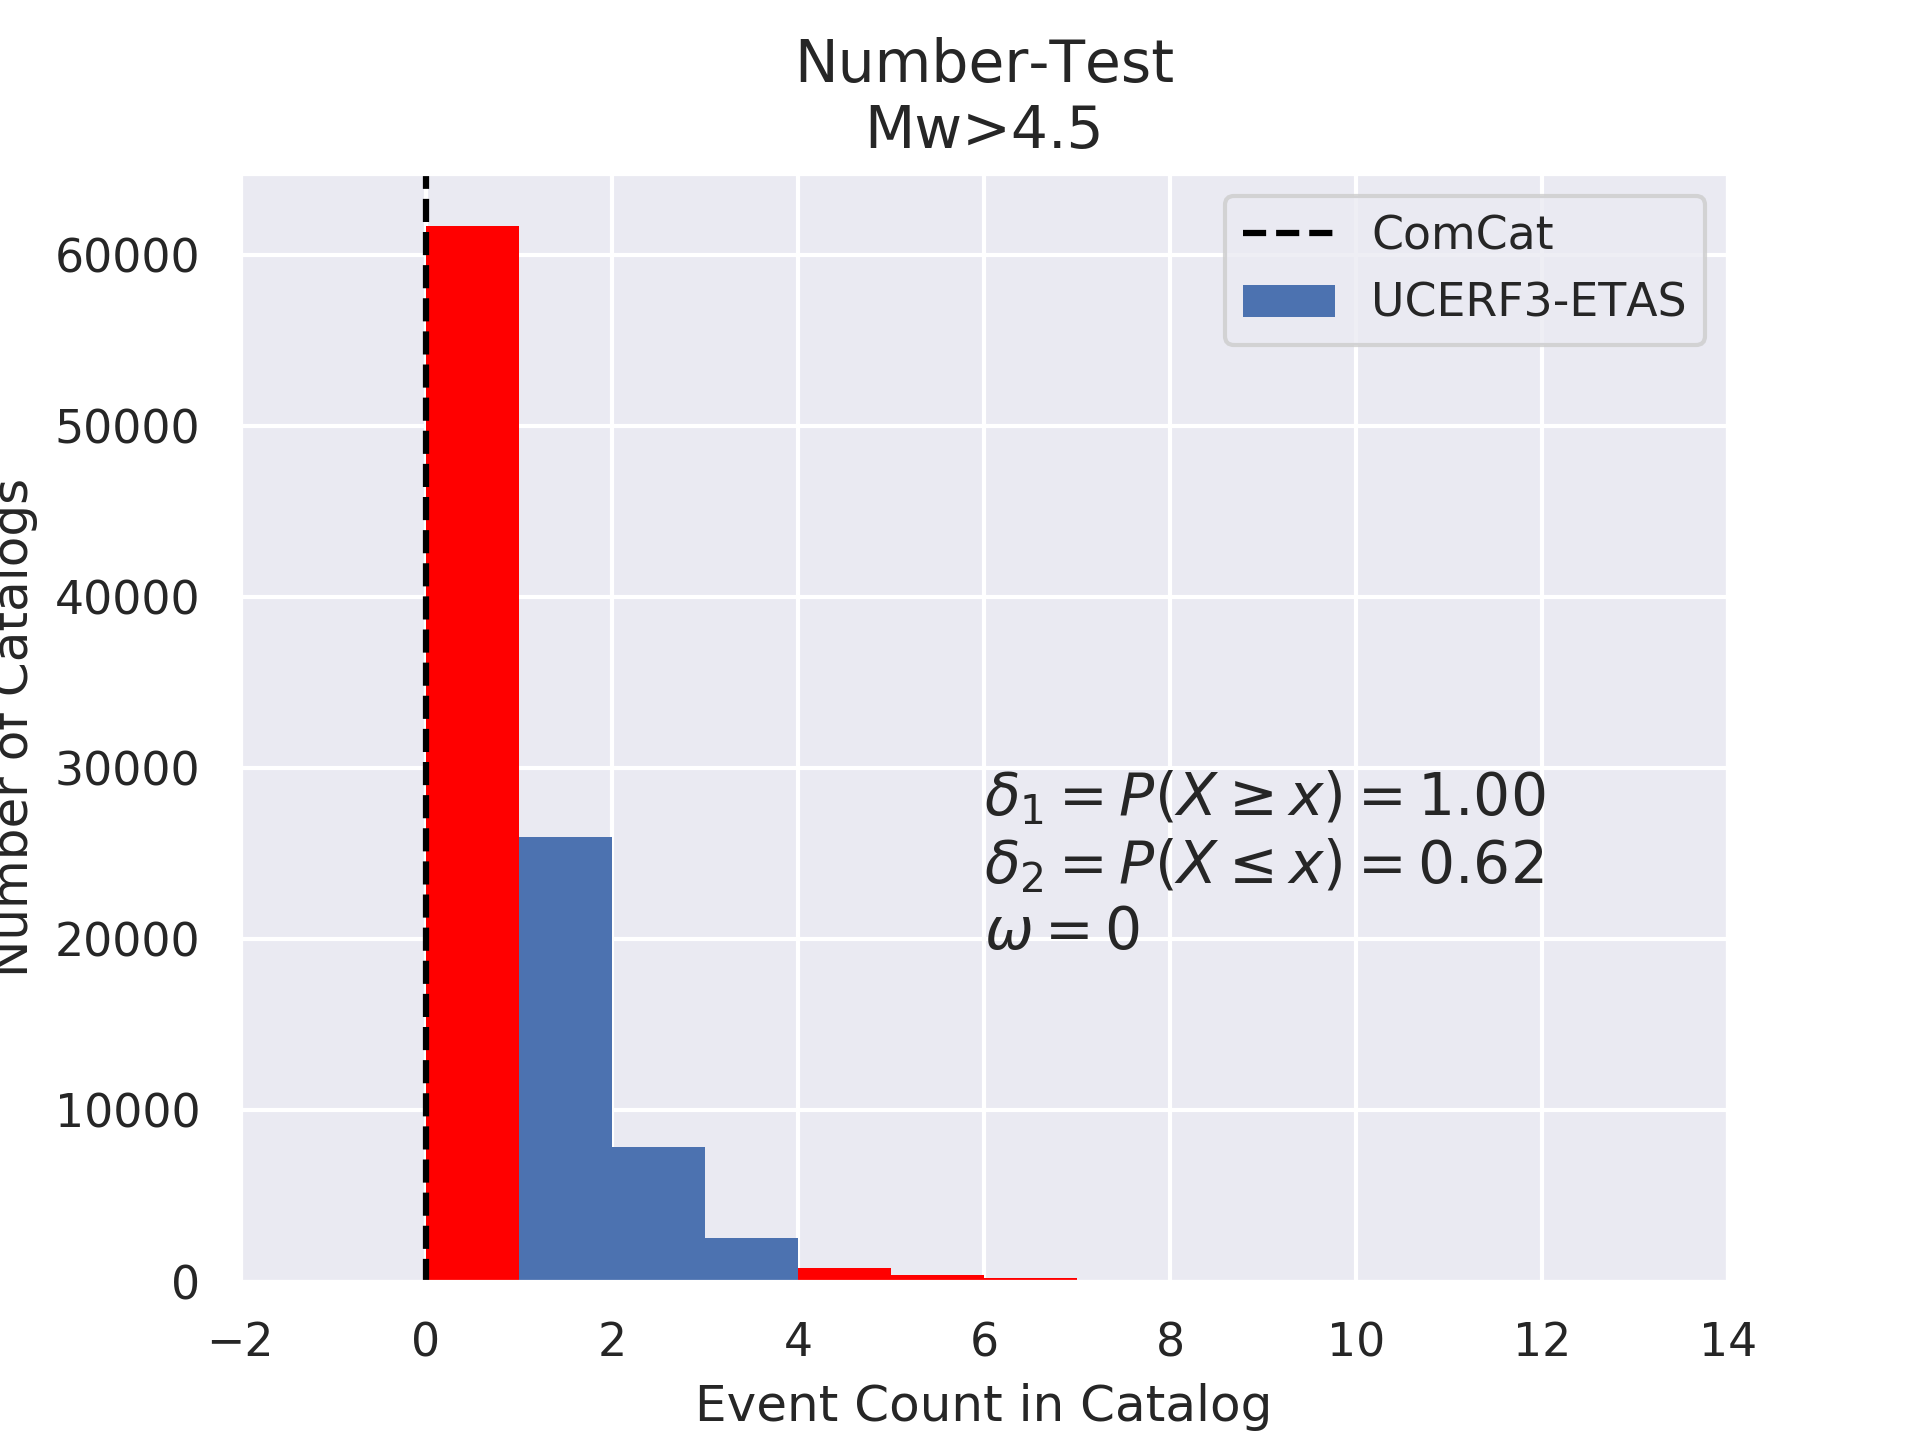 Number-Test
Mw>4.5
ComCat
UCERF3-ETAS
60000
50000
40000
30000
20000
10000
0
Number of Catalogs
δ₁ = P(X ≥ x) = 1.00
δ₂ = P(X ≤ x) = 0.62
ω = 0
−2 0 2 4 6 8 10 12 14
Event Count in Catalog